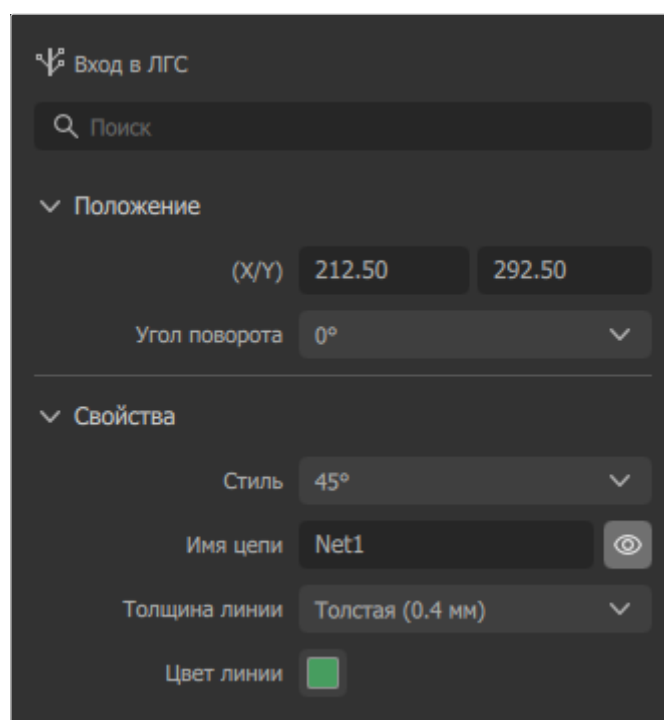 Вход в ЛГС
Поиск
Положение
(X/Y) 212.50 292.50
Угол поворота 0°
Свойства
Стиль 45°
Имя цепи Net1
Толщина линии Толстая (0.4 мм)
Цвет линии